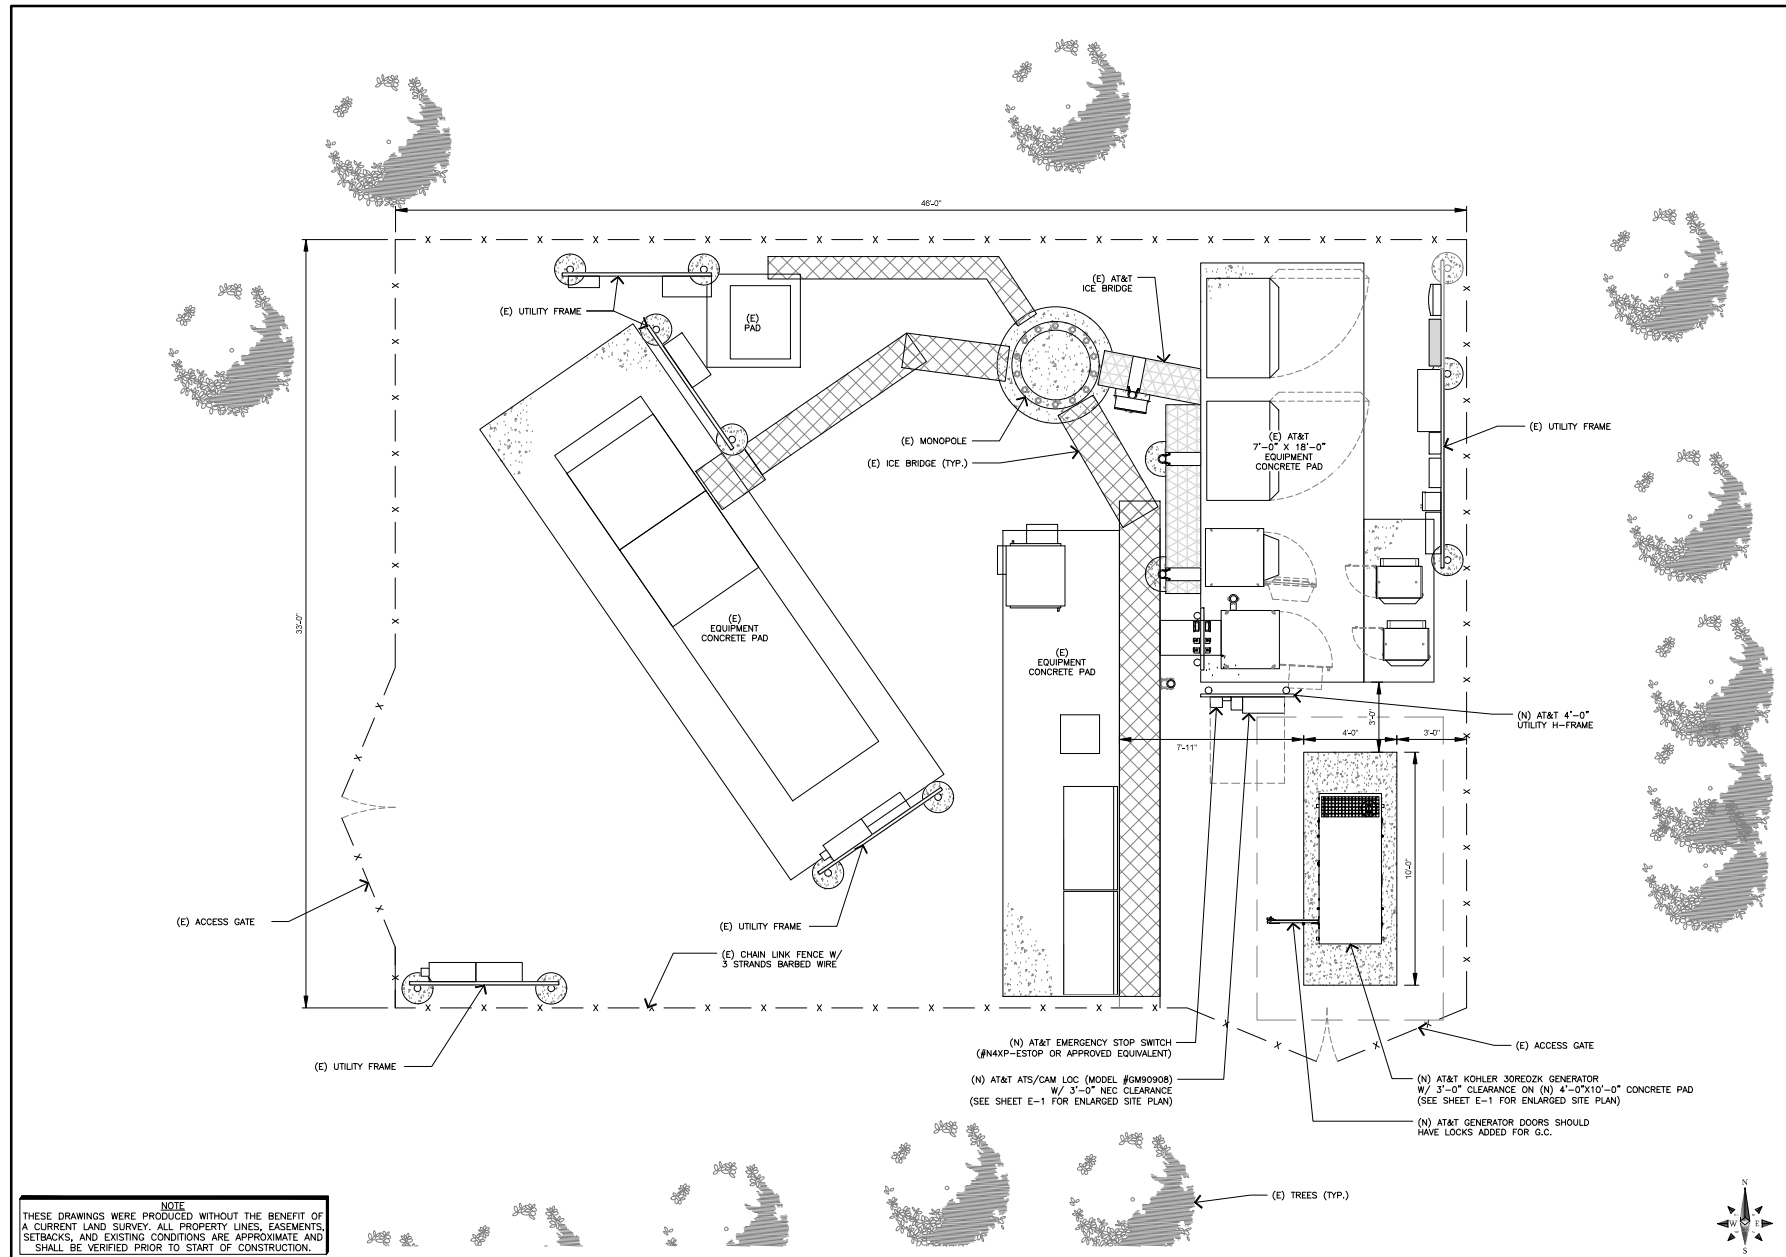 46'-0"
(E) AT&T
ICE BRIDGE
(E) UTILITY FRAME
(E)
PAD
(E) MONOPOLE
(E) ICE BRIDGE (TYP.)
(E) AT&T
7'-0" X 18'-0"
EQUIPMENT
CONCRETE PAD
(E) UTILITY FRAME
33'-0"
(E)
EQUIPMENT
CONCRETE PAD
(E)
EQUIPMENT
CONCRETE PAD
(N) AT&T 4'-0"
UTILITY H-FRAME
3'-0"
7'-11"
4'-0"
3'-0"
10'-0"
(E) ACCESS GATE
(E) UTILITY FRAME
(E) CHAIN LINK FENCE W/
3 STRANDS BARBED WIRE
(E) UTILITY FRAME
(N) AT&T EMERGENCY STOP SWITCH
(#N4XP-ESTOP OR APPROVED EQUIVALENT)
(N) AT&T ATS/CAM LOC (MODEL #GM90908)
W/ 3'-0" NEC CLEARANCE
(SEE SHEET E-1 FOR ENLARGED SITE PLAN)
(E) ACCESS GATE
(N) AT&T KOHLER 30REOZK GENERATOR
W/ 3'-0" CLEARANCE ON (N) 4'-0"X10'-0" CONCRETE PAD
(SEE SHEET E-1 FOR ENLARGED SITE PLAN)
(N) AT&T GENERATOR DOORS SHOULD
HAVE LOCKS ADDED FOR G.C.
(E) TREES (TYP.)
NOTE
THESE DRAWINGS WERE PRODUCED WITHOUT THE BENEFIT OF
A CURRENT LAND SURVEY. ALL PROPERTY LINES, EASEMENTS,
SETBACKS, AND EXISTING CONDITIONS ARE APPROXIMATE AND
SHALL BE VERIFIED PRIOR TO START OF CONSTRUCTION.
N
W E
S